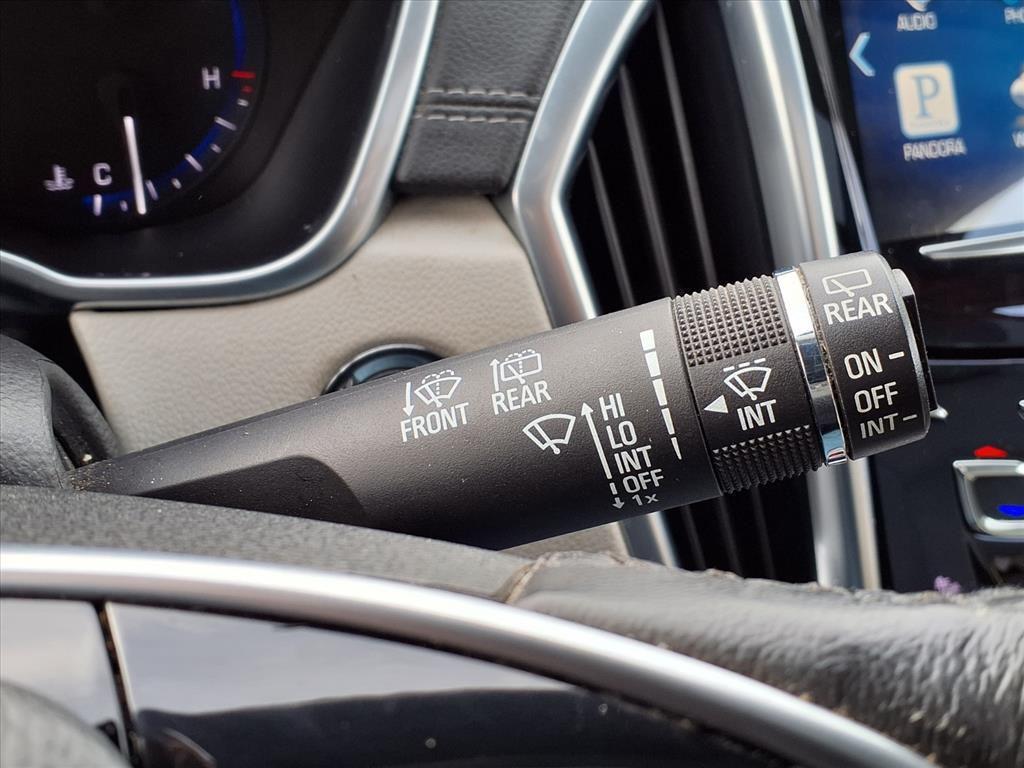 AUDIO
H
C
P
PANDORA
FRONT
REAR
HI
LO
INT
OFF
1x
INT
REAR
ON
OFF
INT